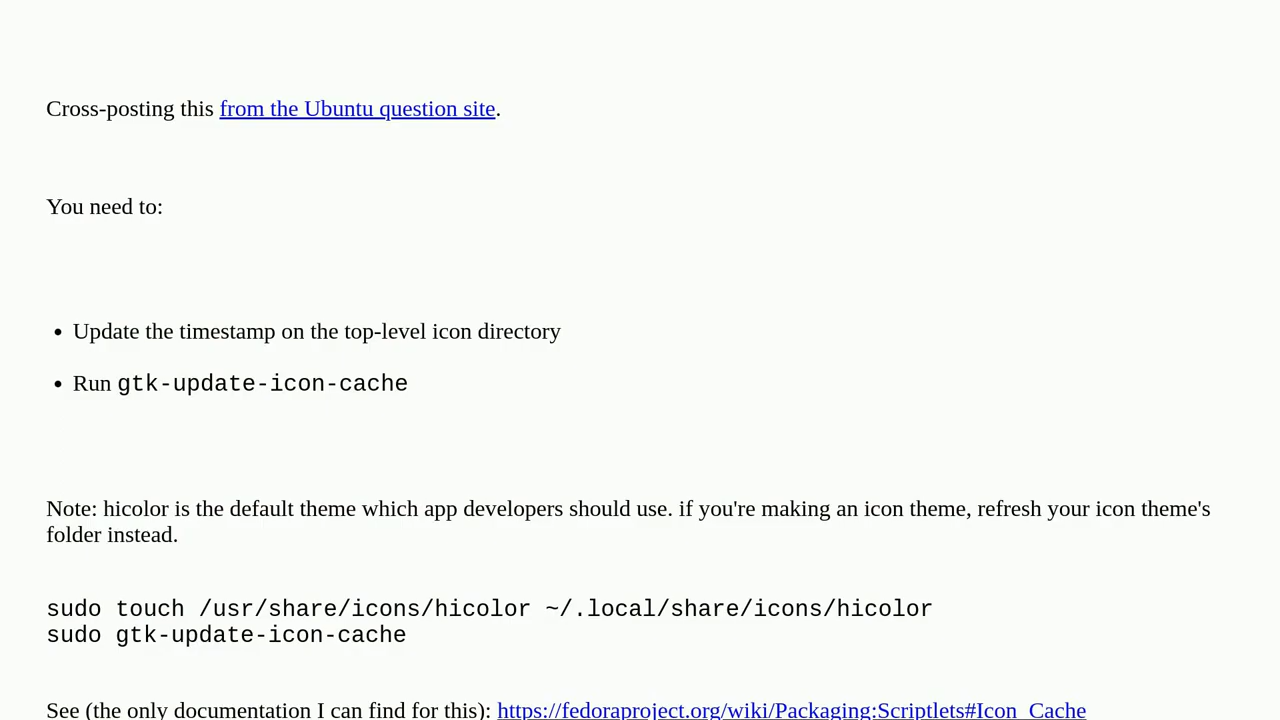 Cross-posting this from the Ubuntu question site.
You need to:
• Update the timestamp on the top-level icon directory
• Run gtk-update-icon-cache
Note: hicolor is the default theme which app developers should use. if you're making an icon theme, refresh your icon theme's
folder instead.
sudo touch /usr/share/icons/hicolor ~/.local/share/icons/hicolor
sudo gtk-update-icon-cache
See (the only documentation I can find for this): https://fedoraproject.org/wiki/Packaging:Scriptlets#Icon_Cache